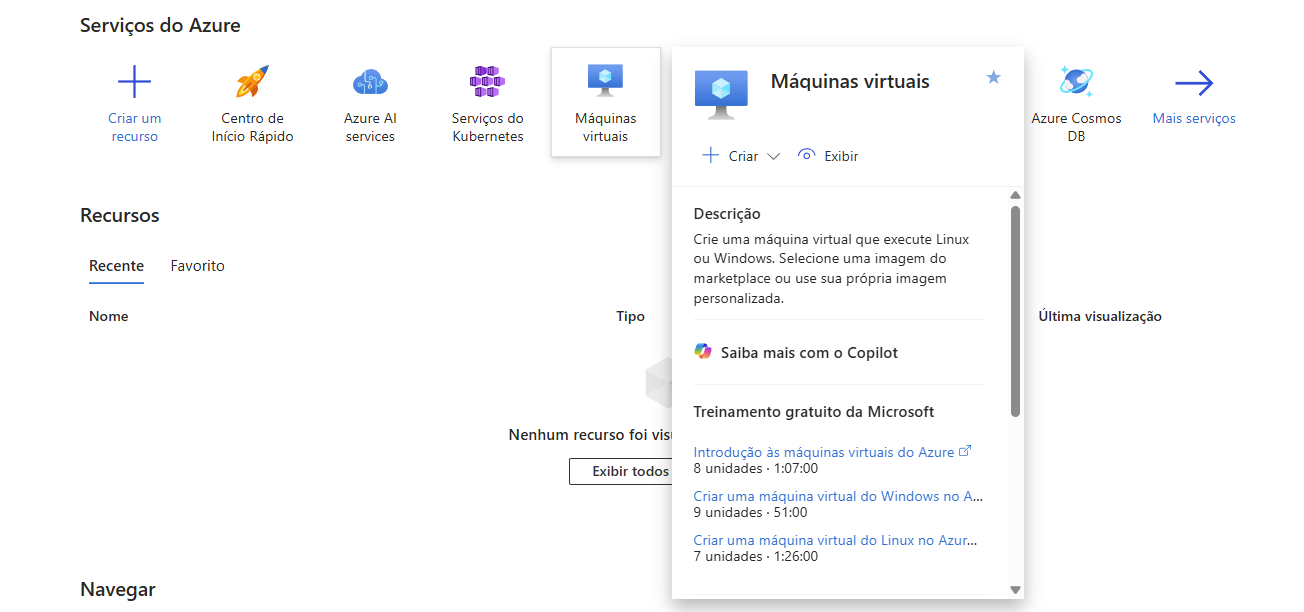 Serviços do Azure
Criar um
recurso
Centro de
Início Rápido
Azure AI
services
Serviços do
Kubernetes
Máquinas
virtuais
Máquinas virtuais
Criar
Exibir
Azure Cosmos
DB
Mais serviços
Descrição
Crie uma máquina virtual que execute Linux
ou Windows. Selecione uma imagem do
marketplace ou use sua própria imagem
personalizada.
Saiba mais com o Copilot
Treinamento gratuito da Microsoft
Introdução às máquinas virtuais do Azure
8 unidades · 1:07:00
Criar uma máquina virtual do Windows no A...
9 unidades · 51:00
Criar uma máquina virtual do Linux no Azur...
7 unidades · 1:26:00
Recursos
Recente Favorito
Nome Tipo Última visualização
Nenhum recurso foi
Exibir todos
Navegar